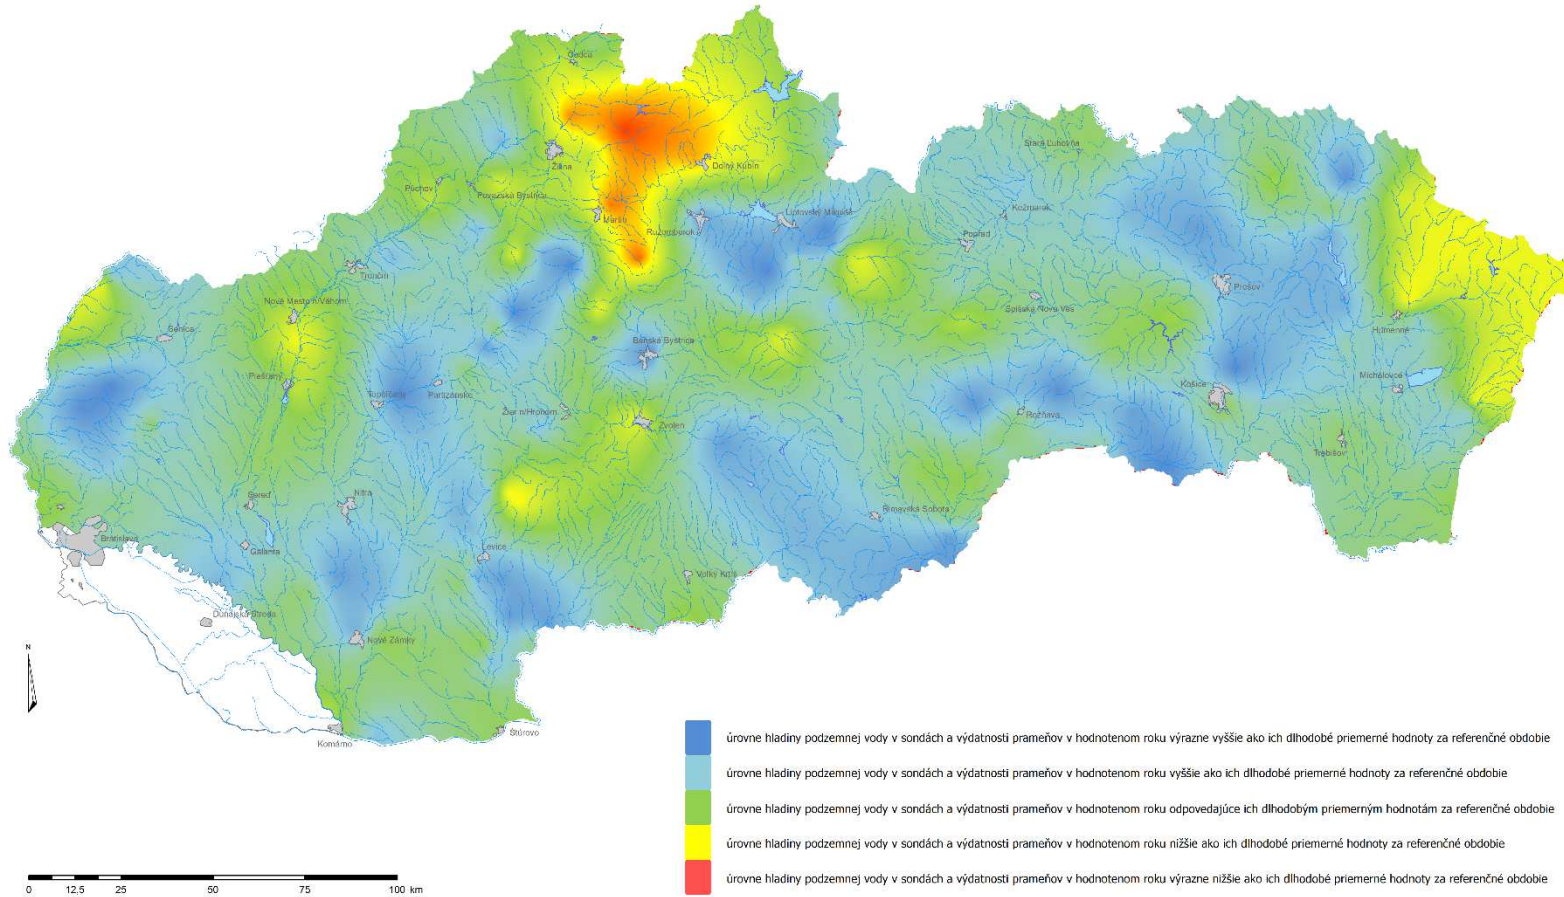 Čadca
Stará Ľubovňa
Žilina
Dolný Kubín
Púchov
Považská Bystrica
Martin
Ružomberok
Liptovský Mikuláš
Kežmarok
Poprad
Trenčín
Prešov
Nové Mesto n/Váhom
Spišská Nová Ves
Humenné
Senica
Banská Bystrica
Piešťany
Michalovce
Košice
Topoľčany
Partizánske
Žiar n/Hronom
Rožňava
Zvolen
Trebišov
Sereď
Nitra
Rimavská Sobota
Bratislava
Galanta
Levice
Veľký Krtíš
Dunajská Streda
Nové Zámky
N
Štúrovo
Komárno
úrovne hladiny podzemnej vody v sondách a výdatnosti prameňov v hodnotenom roku výrazne vyššie ako ich dlhodobé priemerné hodnoty za referenčné obdobie
úrovne hladiny podzemnej vody v sondách a výdatnosti prameňov v hodnotenom roku vyššie ako ich dlhodobé priemerné hodnoty za referenčné obdobie
úrovne hladiny podzemnej vody v sondách a výdatnosti prameňov v hodnotenom roku odpovedajúce ich dlhodobým priemerným hodnotám za referenčné obdobie
úrovne hladiny podzemnej vody v sondách a výdatnosti prameňov v hodnotenom roku nižšie ako ich dlhodobé priemerné hodnoty za referenčné obdobie
úrovne hladiny podzemnej vody v sondách a výdatnosti prameňov v hodnotenom roku výrazne nižšie ako ich dlhodobé priemerné hodnoty za referenčné obdobie
0 12,5 25 50 75 100 km